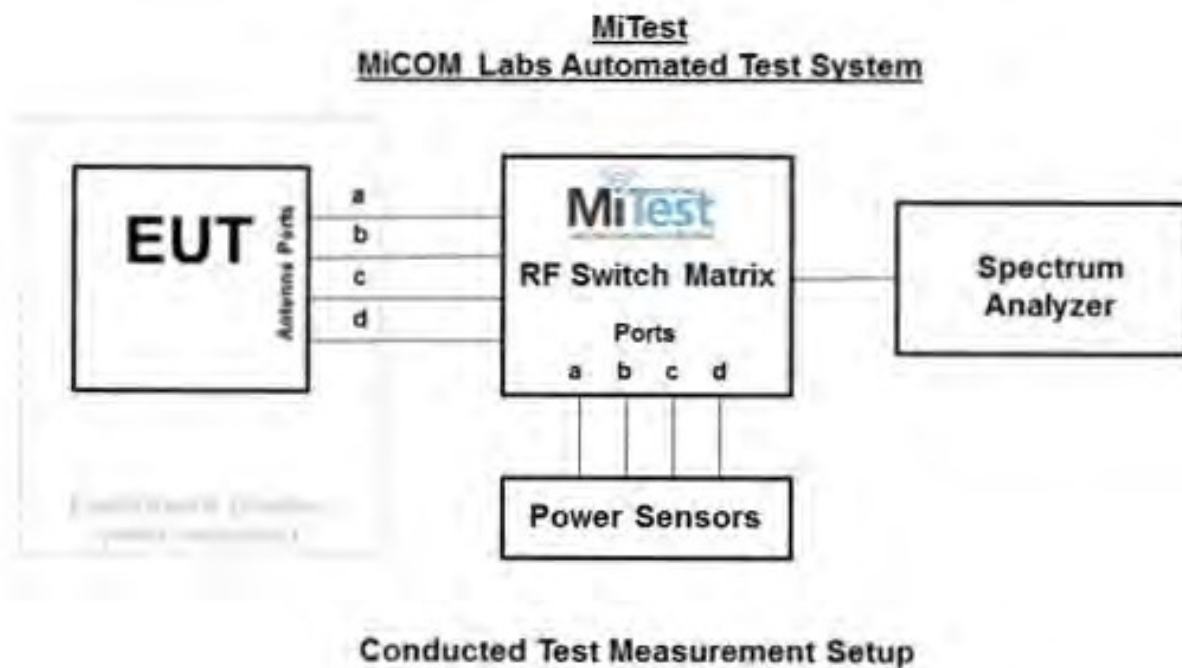 MiTest
MiCOM Labs Automated Test System
EUT
Antenna Ports
a
b
c
d
MiTest
RF Switch Matrix
Ports
a b c d
Spectrum
Analyzer
Power Sensors
Conducted Test Measurement Setup